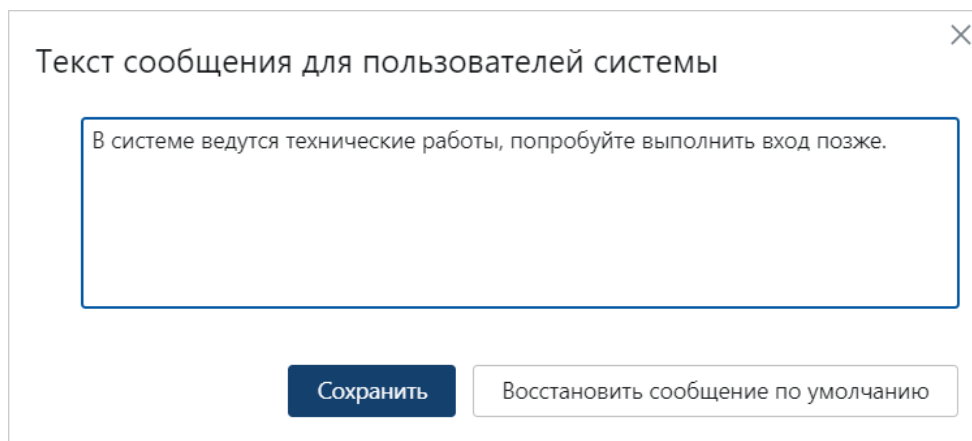 Текст сообщения для пользователей системы
В системе ведутся технические работы, попробуйте выполнить вход позже.
Сохранить
Восстановить сообщение по умолчанию